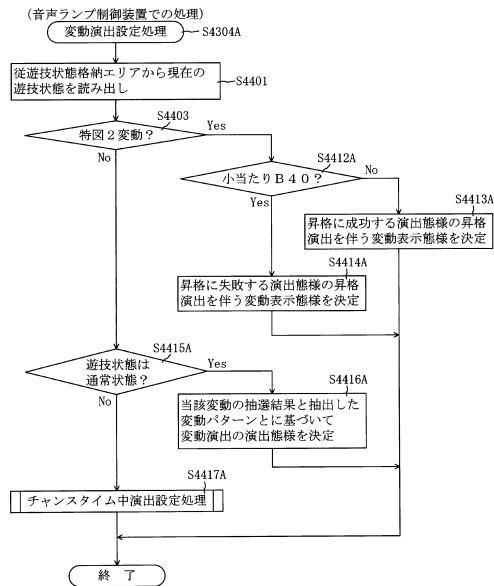 (音声ランプ制御装置での処理)
変動演出設定処理
S4304A
従遊技状態格納エリアから現在の
遊技状態を読み出し
S4401
特図2変動?
S4403
Yes
No
小当たりB40?
S4412A
No
Yes
昇格に成功する演出態様の昇格
演出を伴う変動表示態様を決定
S4413A
昇格に失敗する演出態様の昇格
演出を伴う変動表示態様を決定
S4414A
遊技状態は
通常状態?
S4415A
Yes
No
当該変動の抽選結果と抽出した
変動パターンとに基づいて
変動演出の演出態様を決定
S4416A
チャンスタイム中演出設定処理
S4417A
終 了